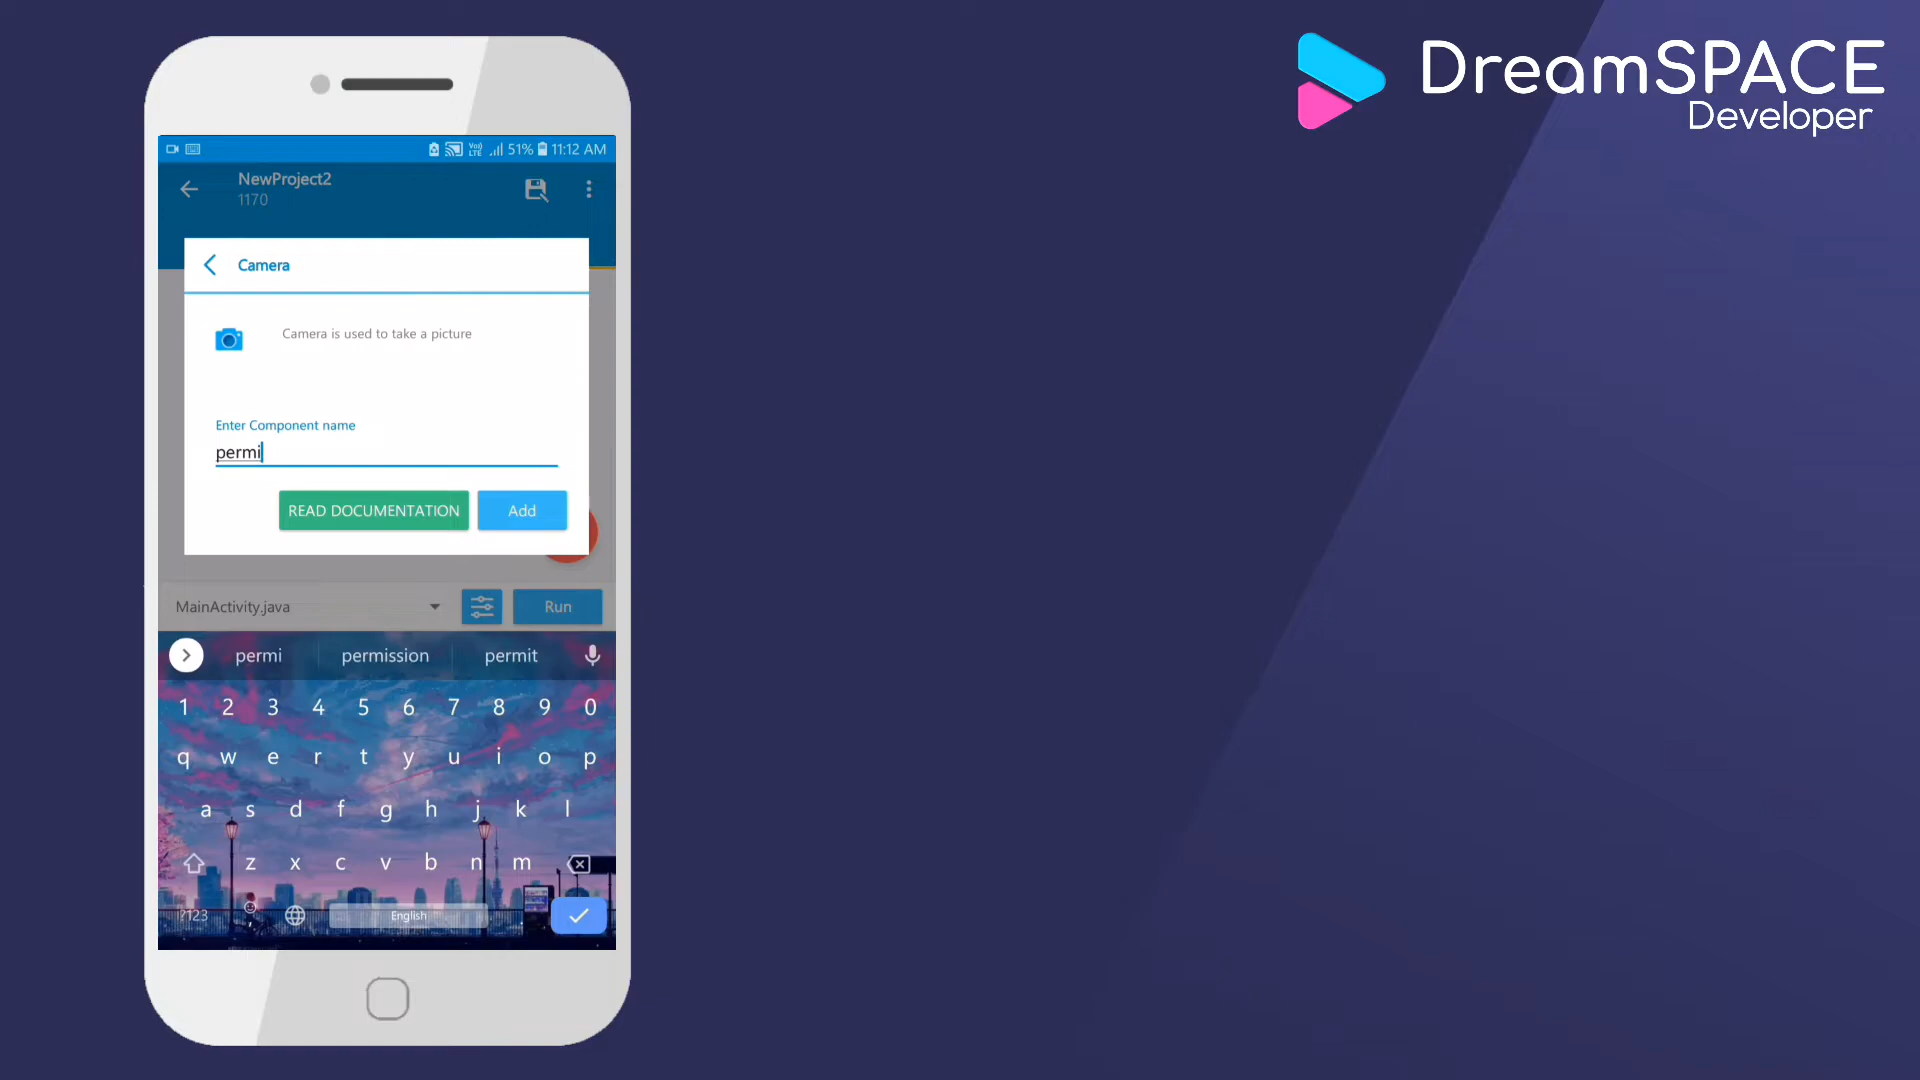 DreamSPACE
Developer
VoLTE 51% 11:12 AM
NewProject2
1170
Camera
Camera is used to take a picture
Enter Component name
permi
READ DOCUMENTATION Add
MainActivity.java Run
permi permission permit
1 2 3 4 5 6 7 8 9 0
q w e r t y u i o p
a s d f g h j k l
z x c v b n m
?123 , English .